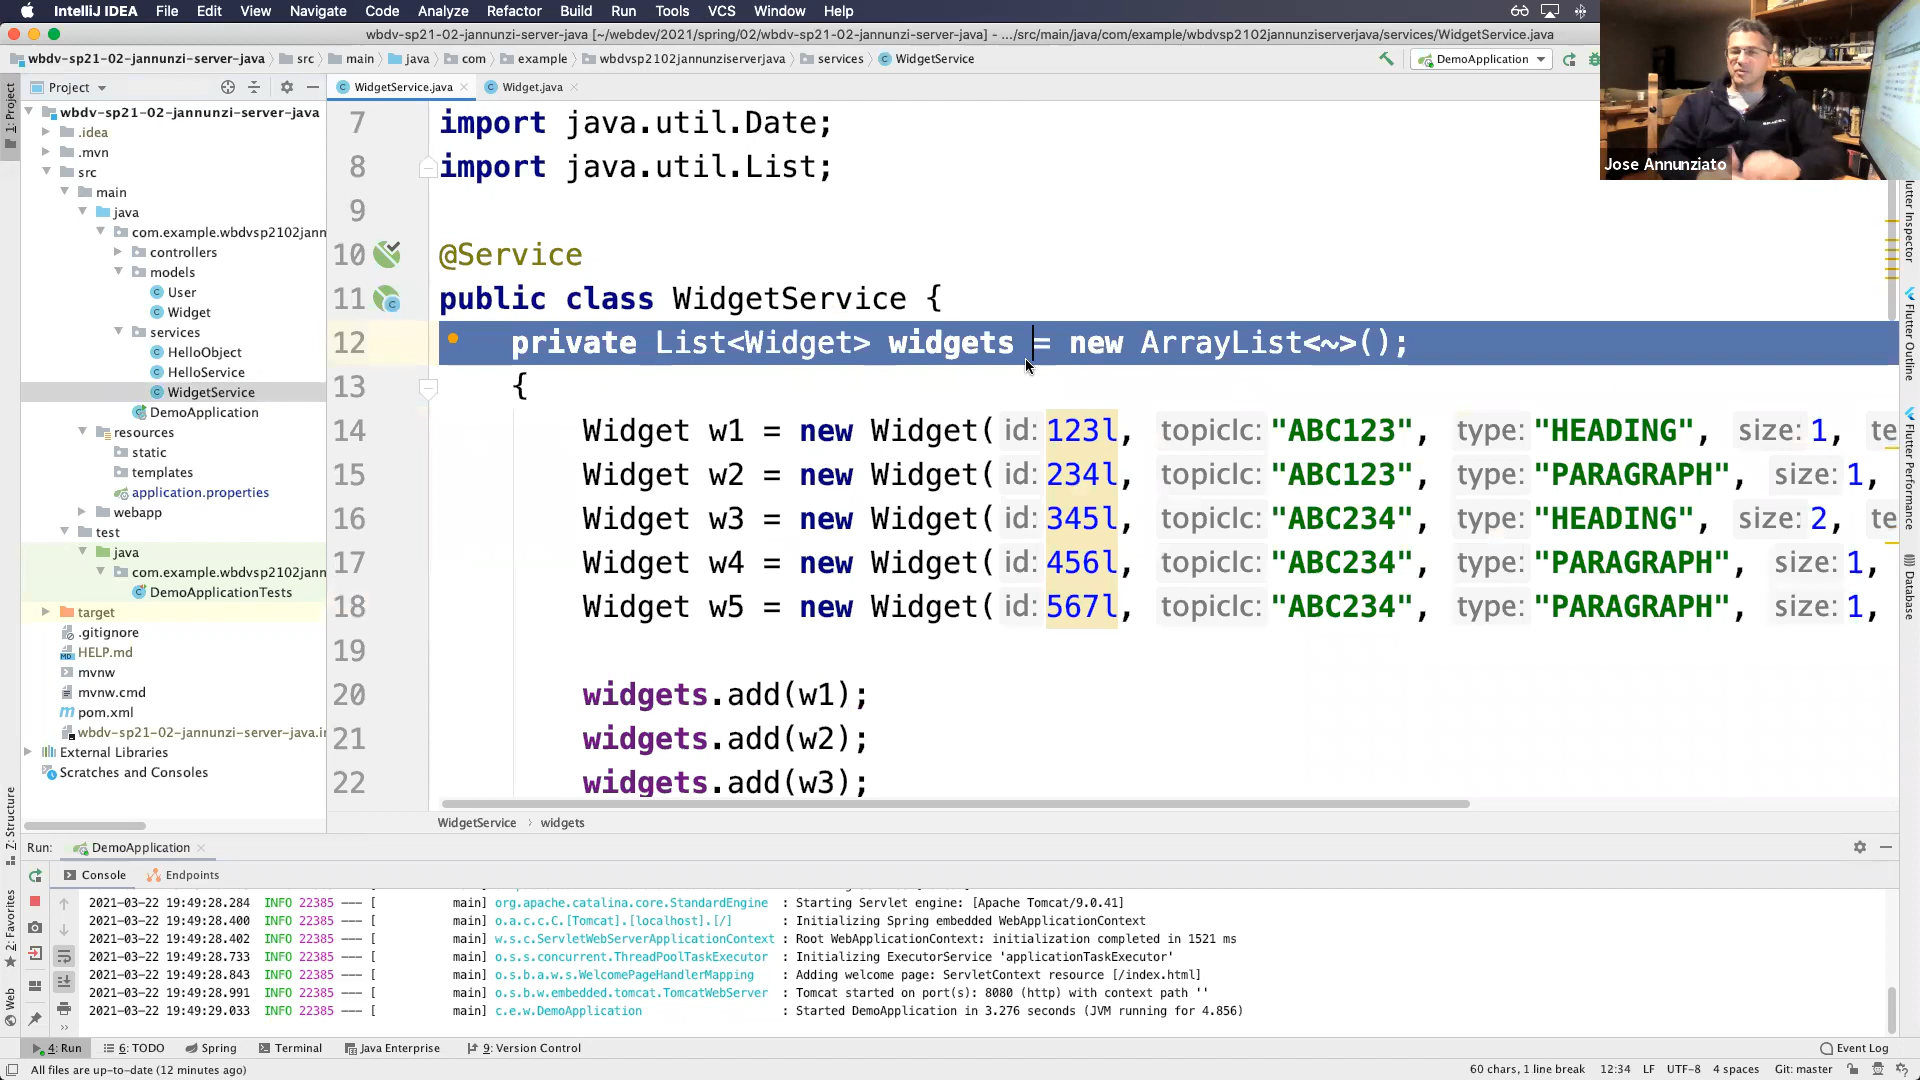 IntelliJ IDEA File Edit View Navigate Code Analyze Refactor Build Run Tools VCS Window Help
wbdv-sp21-02-jannunzi-server-java [~/webdev/2021/spring/02/wbdv-sp21-02-jannunzi-server-java] - .../src/main/java/com/example/wbdvsp2102jannunziserverjava/services/WidgetService.java
wbdv-sp21-02-jannunzi-server-java src main java com example wbdvsp2102jannunziserverjava services WidgetService DemoApplication
Jose Annunziato
Project
WidgetService.java Widget.java
1: Project
wbdv-sp21-02-jannunzi-server-java
.idea
.mvn
src
main
java
com.example.wbdvsp2102jann
controllers
models
User
Widget
services
HelloObject
HelloService
WidgetService
DemoApplication
resources
static
templates
application.properties
webapp
test
java
com.example.wbdvsp2102jann
DemoApplicationTests
target
.gitignore
HELP.md
mvnw
mvnw.cmd
pom.xml
wbdv-sp21-02-jannunzi-server-java.i
External Libraries
Scratches and Consoles
7 import java.util.Date;
8 import java.util.List;
9
10 @Service
11 public class WidgetService {
12 private List<Widget> widgets = new ArrayList<~>();
13 {
14 Widget w1 = new Widget( id: 123l, topicIc: "ABC123", type: "HEADING", size: 1, te
15 Widget w2 = new Widget( id: 234l, topicIc: "ABC123", type: "PARAGRAPH", size: 1,
16 Widget w3 = new Widget( id: 345l, topicIc: "ABC234", type: "HEADING", size: 2, te
17 Widget w4 = new Widget( id: 456l, topicIc: "ABC234", type: "PARAGRAPH", size: 1,
18 Widget w5 = new Widget( id: 567l, topicIc: "ABC234", type: "PARAGRAPH", size: 1,
19
20 widgets.add(w1);
21 widgets.add(w2);
22 widgets.add(w3);
WidgetService › widgets
Flutter Inspector
Flutter Outline
Flutter Performance
Database
Z: Structure
2: Favorites
Web
Run: DemoApplication
Console Endpoints
2021-03-22 19:49:28.284 INFO 22385 --- [ main] org.apache.catalina.core.StandardEngine : Starting Servlet engine: [Apache Tomcat/9.0.41]
2021-03-22 19:49:28.400 INFO 22385 --- [ main] o.a.c.c.C.[Tomcat].[localhost].[/] : Initializing Spring embedded WebApplicationContext
2021-03-22 19:49:28.402 INFO 22385 --- [ main] w.s.c.ServletWebServerApplicationContext : Root WebApplicationContext: initialization completed in 1521 ms
2021-03-22 19:49:28.733 INFO 22385 --- [ main] o.s.s.concurrent.ThreadPoolTaskExecutor : Initializing ExecutorService 'applicationTaskExecutor'
2021-03-22 19:49:28.843 INFO 22385 --- [ main] o.s.b.a.w.s.WelcomePageHandlerMapping : Adding welcome page: ServletContext resource [/index.html]
2021-03-22 19:49:28.991 INFO 22385 --- [ main] o.s.b.w.embedded.tomcat.TomcatWebServer : Tomcat started on port(s): 8080 (http) with context path ''
2021-03-22 19:49:29.033 INFO 22385 --- [ main] c.e.w.DemoApplication : Started DemoApplication in 3.276 seconds (JVM running for 4.856)
4: Run 6: TODO Spring Terminal Java Enterprise 9: Version Control Event Log
All files are up-to-date (12 minutes ago) 60 chars, 1 line break 12:34 LF UTF-8 4 spaces Git: master